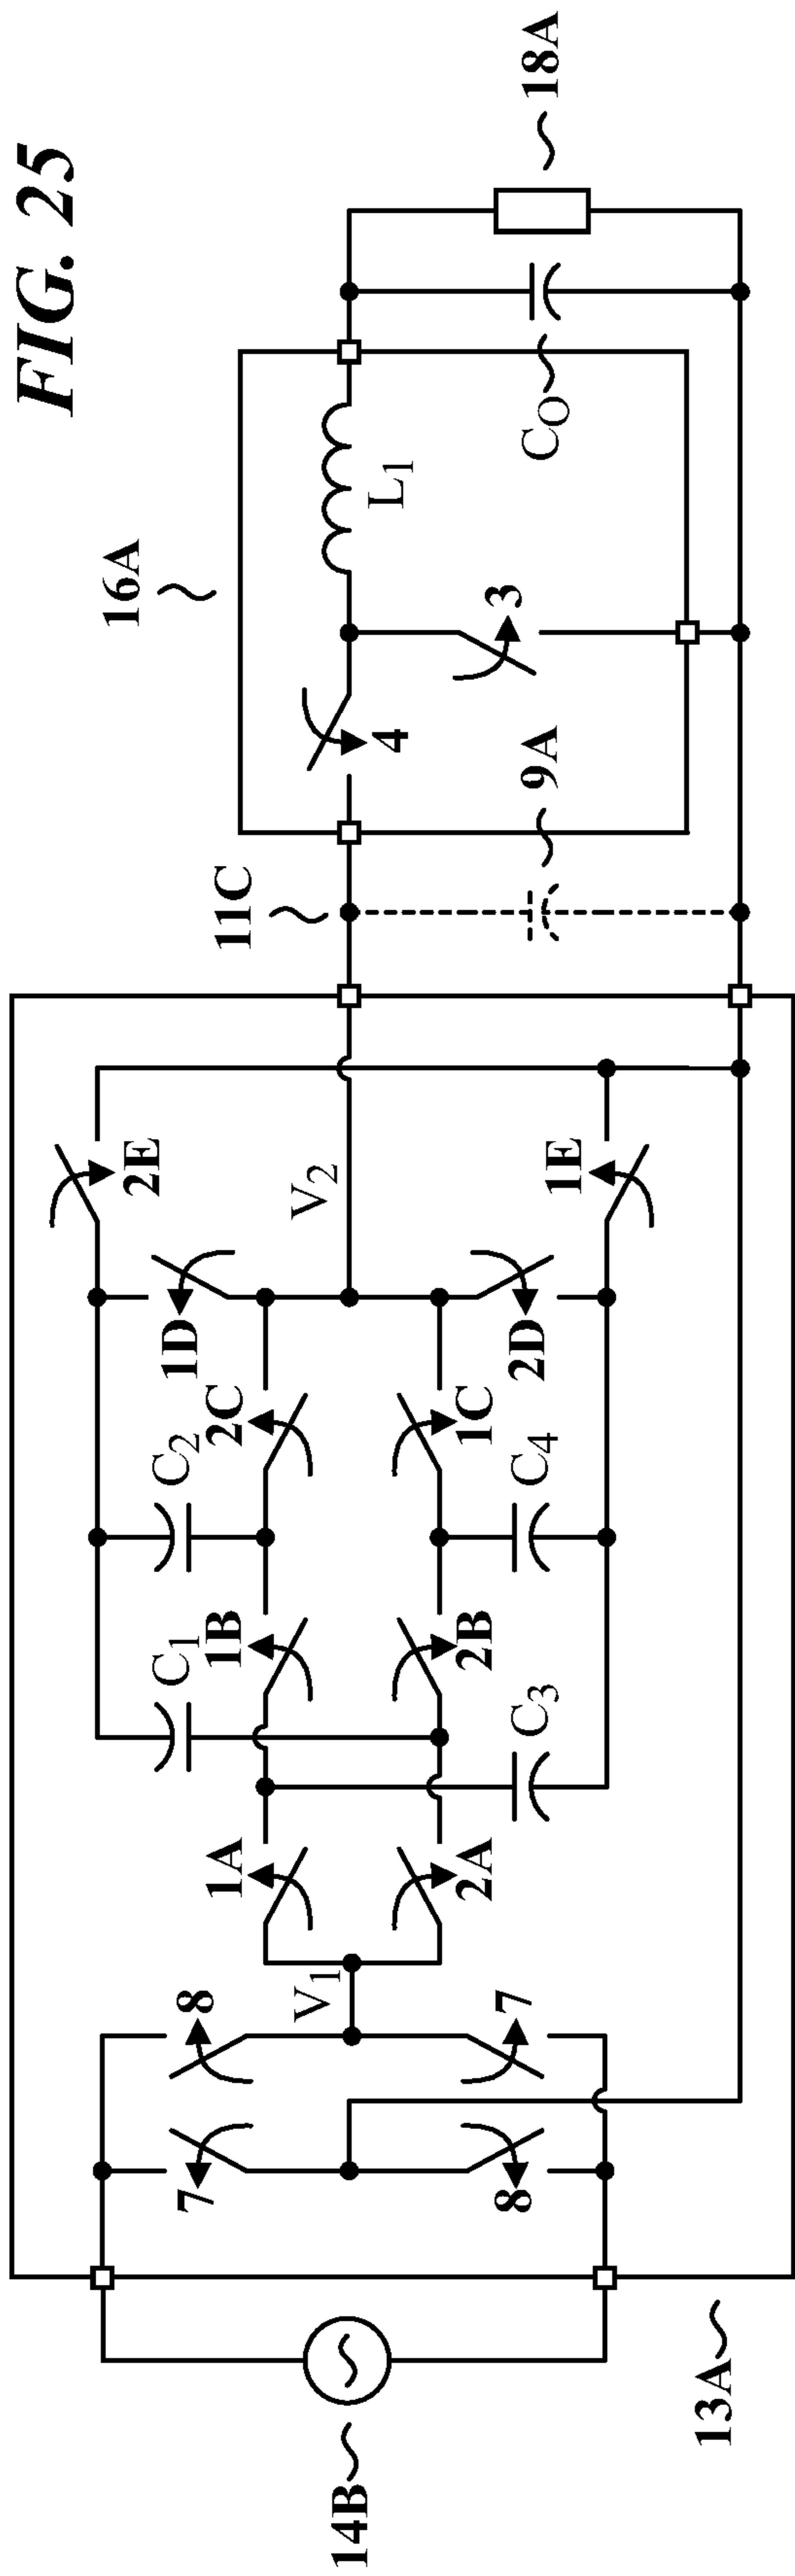 FIG. 25
16A
18A
11C
4
L₁
3
9A
C_O
13A
14B
7
8
8
7
V₁
1A
2A
C₁
1B
2B
C₃
C₂
2C
1C
C₄
1D
2D
V₂
2E
1E